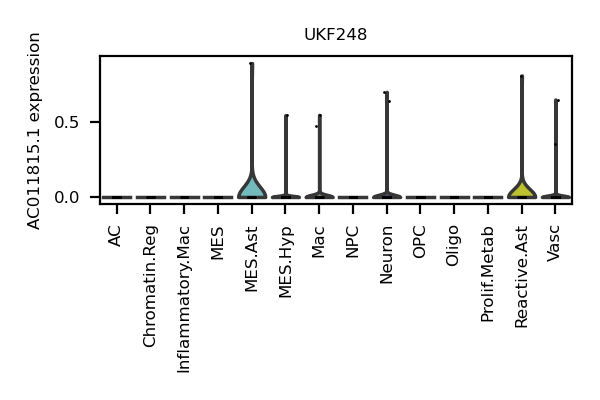 UKF248
AC011815.1 expression
0.5
0.0
AC
Chromatin.Reg
Inflammatory.Mac
MES
MES.Ast
MES.Hyp
Mac
NPC
Neuron
OPC
Oligo
Prolif.Metab
Reactive.Ast
Vasc